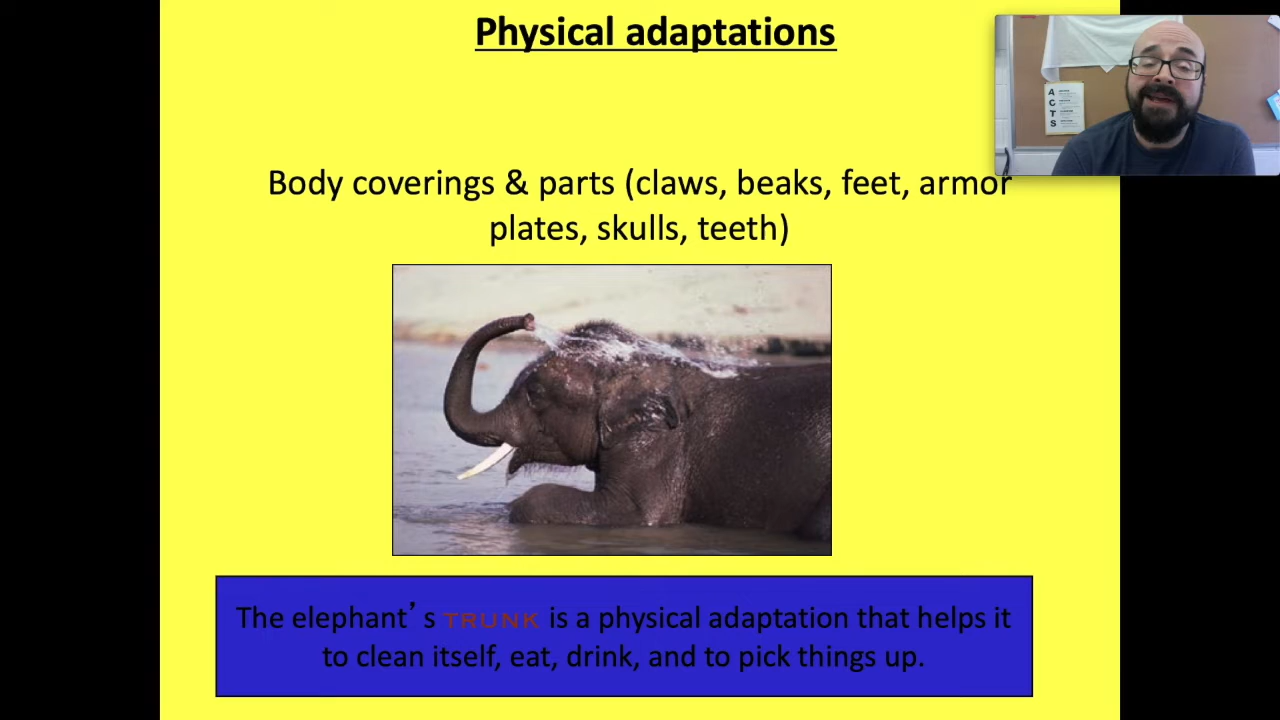 Physical adaptations
Body coverings & parts (claws, beaks, feet, armor
plates, skulls, teeth)
The elephant’s TRUNK is a physical adaptation that helps it
to clean itself, eat, drink, and to pick things up.
A
C
T
S